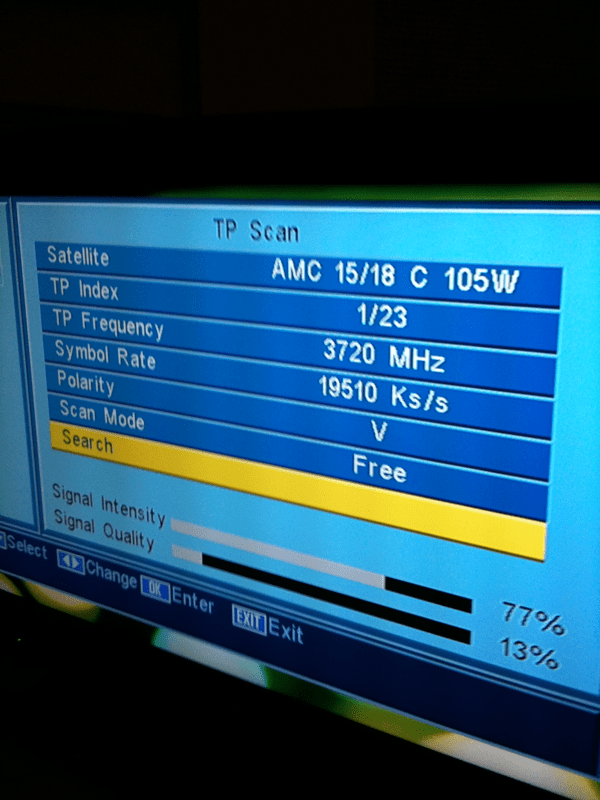 TP Scan
Satellite AMC 15/18 C 105W
TP Index 1/23
TP Frequency 3720 MHz
Symbol Rate 19510 Ks/s
Polarity V
Scan Mode Free
Search
Signal Intensity 77%
Signal Quality 13%
Select Change OK Enter EXIT Exit